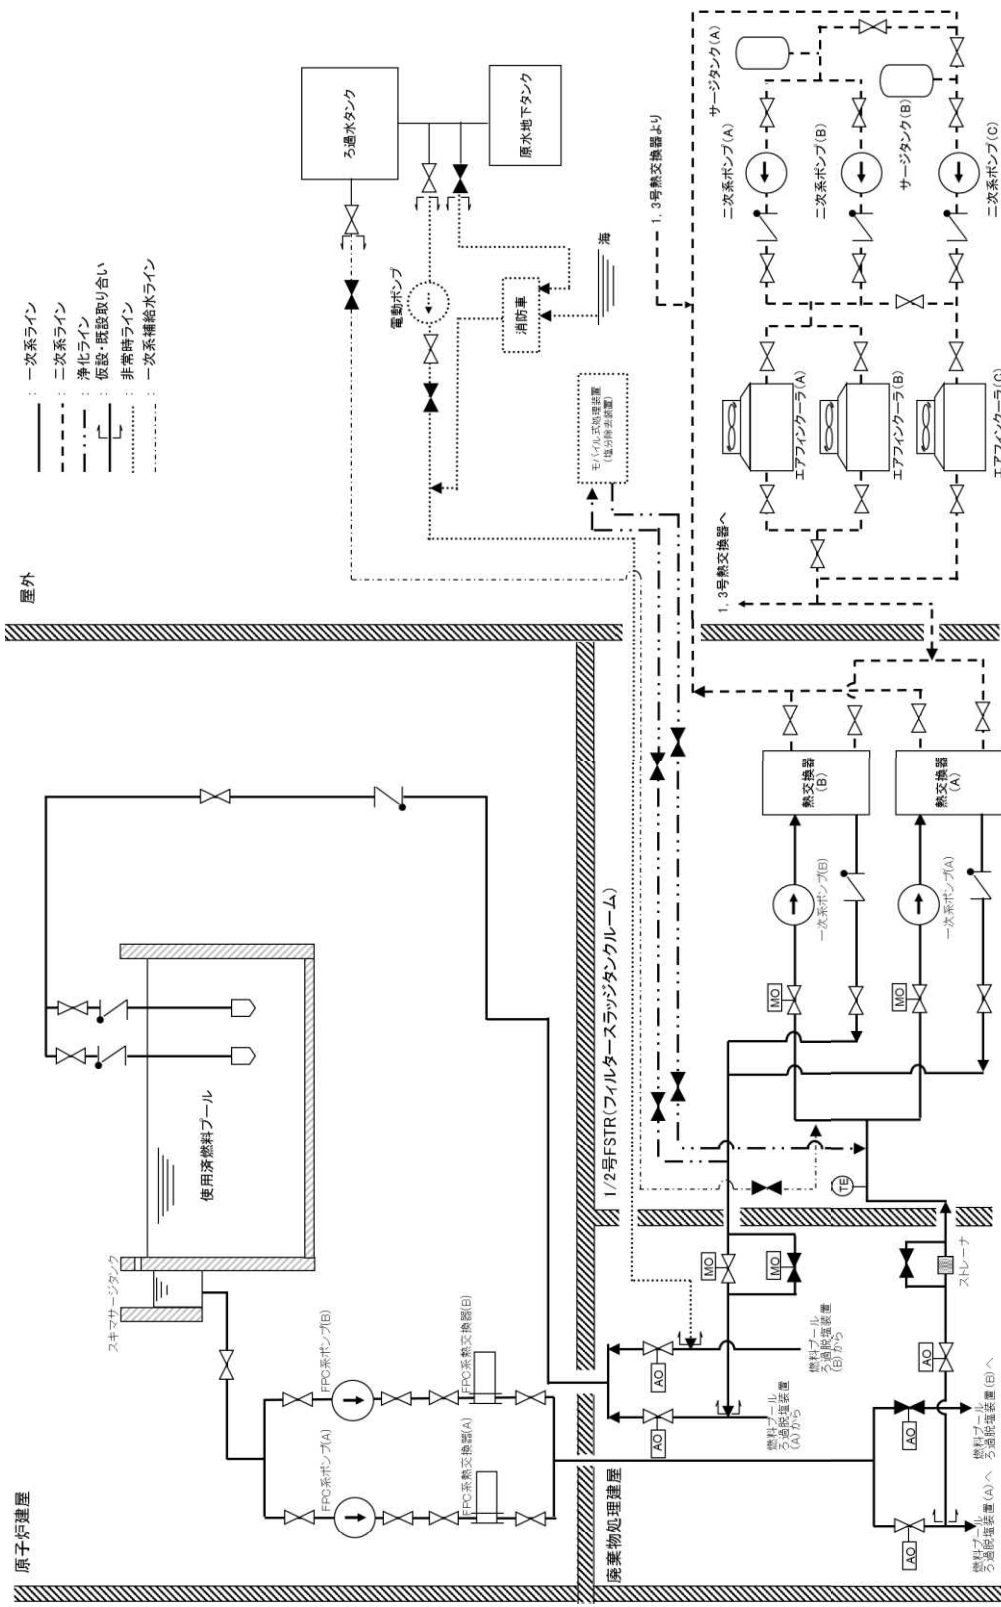 原子炉建屋
スキマサージタンク
使用済燃料プール
FPC系ポンプ(A)
FPC系ポンプ(B)
FPC系熱交換器(A)
FPC系熱交換器(B)
屋外
: 一次系ライン
: 二次系ライン
: 浄化ライン
: 仮設・既設取り合い
: 非常時ライン
: 一次系補給水ライン
ろ過水タンク
原水地下タンク
電動ポンプ
消防車
海
モバイル式処理装置
(塩分除去装置)
廃棄物処理建屋
AO
AO
燃料プール
ろ過脱塩装置
(A)から
燃料プール
ろ過脱塩装置
(B)から
MO
MO
AO
AO
AO
燃料プール
ろ過脱塩装置(A)へ
燃料プール
ろ過脱塩装置(B)へ
ストレーナ
1/2号FSTR(フィルタースラッジタンクルーム)
TE
MO
MO
一次系ポンプ(B)
一次系ポンプ(A)
熱交換器
(B)
熱交換器
(A)
1, 3号熱交換器へ
1, 3号熱交換器より
エアフィンクーラ(A)
エアフィンクーラ(B)
エアフィンクーラ(C)
二次系ポンプ(A)
二次系ポンプ(B)
二次系ポンプ(C)
サージタンク(A)
サージタンク(B)